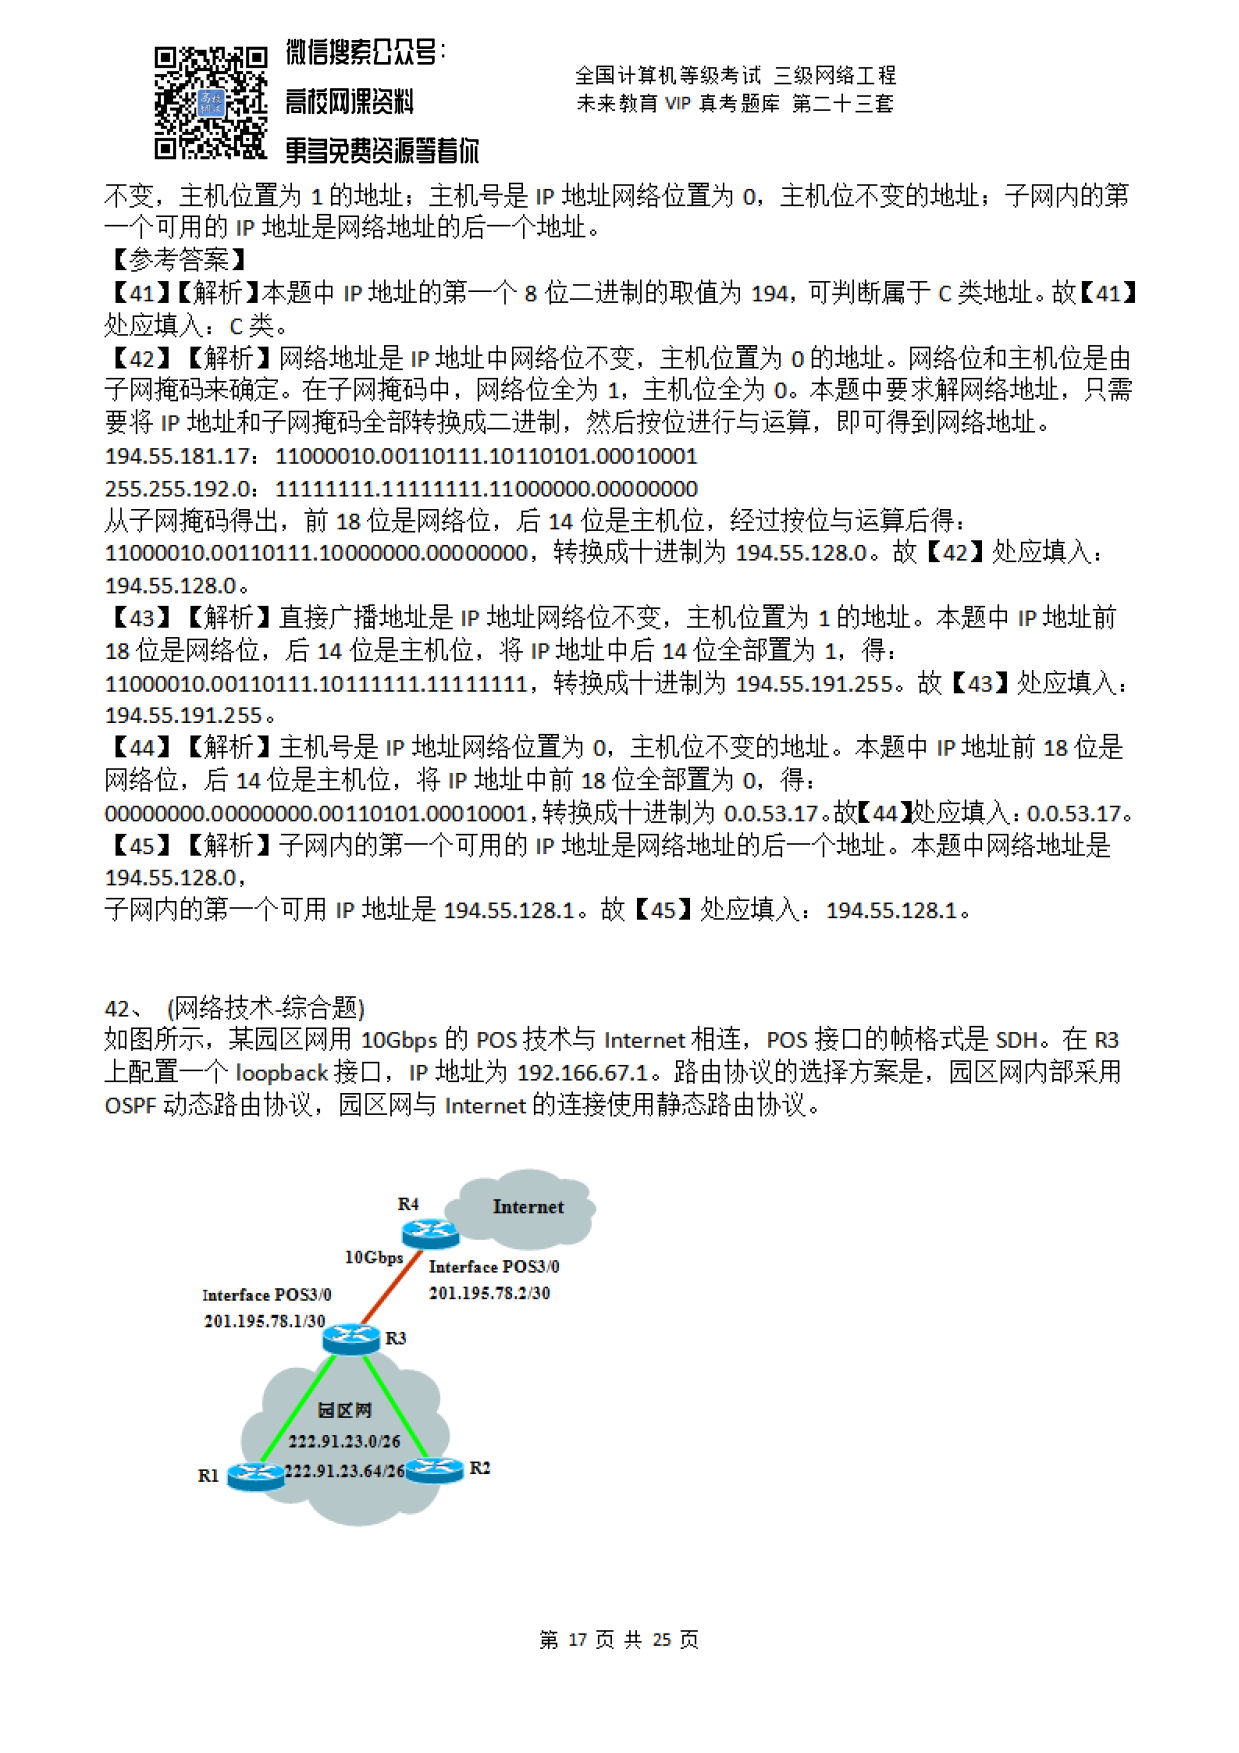 微信搜索公众号：
高校网课资料
更多免费资源等着你
全国计算机等级考试 三级网络工程
未来教育 VIP 真考题库 第二十三套
不变，主机位置为 1 的地址；主机号是 IP 地址网络位置为 0，主机位不变的地址；子网内的第
一个可用的 IP 地址是网络地址的后一个地址。
【参考答案】
【41】【解析】本题中 IP 地址的第一个 8 位二进制的取值为 194，可判断属于 C 类地址。故【41】
处应填入：C 类。
【42】【解析】网络地址是 IP 地址中网络位不变，主机位置为 0 的地址。网络位和主机位是由
子网掩码来确定。在子网掩码中，网络位全为 1，主机位全为 0。本题中要求解网络地址，只需
要将 IP 地址和子网掩码全部转换成二进制，然后按位进行与运算，即可得到网络地址。
194.55.181.17：11000010.00110111.10110101.00010001
255.255.192.0：11111111.11111111.11000000.00000000
从子网掩码得出，前 18 位是网络位，后 14 位是主机位，经过按位与运算后得：
11000010.00110111.10000000.00000000，转换成十进制为 194.55.128.0。故【42】处应填入：
194.55.128.0。
【43】【解析】直接广播地址是 IP 地址网络位不变，主机位置为 1 的地址。本题中 IP 地址前
18 位是网络位，后 14 位是主机位，将 IP 地址中后 14 位全部置为 1，得：
11000010.00110111.10111111.11111111，转换成十进制为 194.55.191.255。故【43】处应填入：
194.55.191.255。
【44】【解析】主机号是 IP 地址网络位置为 0，主机位不变的地址。本题中 IP 地址前 18 位是
网络位，后 14 位是主机位，将 IP 地址中前 18 位全部置为 0，得：
00000000.00000000.00110101.00010001，转换成十进制为 0.0.53.17。故【44】处应填入：0.0.53.17。
【45】【解析】子网内的第一个可用的 IP 地址是网络地址的后一个地址。本题中网络地址是
194.55.128.0，
子网内的第一个可用 IP 地址是 194.55.128.1。故【45】处应填入：194.55.128.1。
42、 (网络技术-综合题)
如图所示，某园区网用 10Gbps 的 POS 技术与 Internet 相连，POS 接口的帧格式是 SDH。在 R3
上配置一个 loopback 接口，IP 地址为 192.166.67.1。路由协议的选择方案是，园区网内部采用
OSPF 动态路由协议，园区网与 Internet 的连接使用静态路由协议。
R4
Internet
10Gbps
Interface POS3/0
201.195.78.2/30
Interface POS3/0
201.195.78.1/30
R3
园区网
222.91.23.0/26
R1
222.91.23.64/26
R2
第 17 页 共 25 页